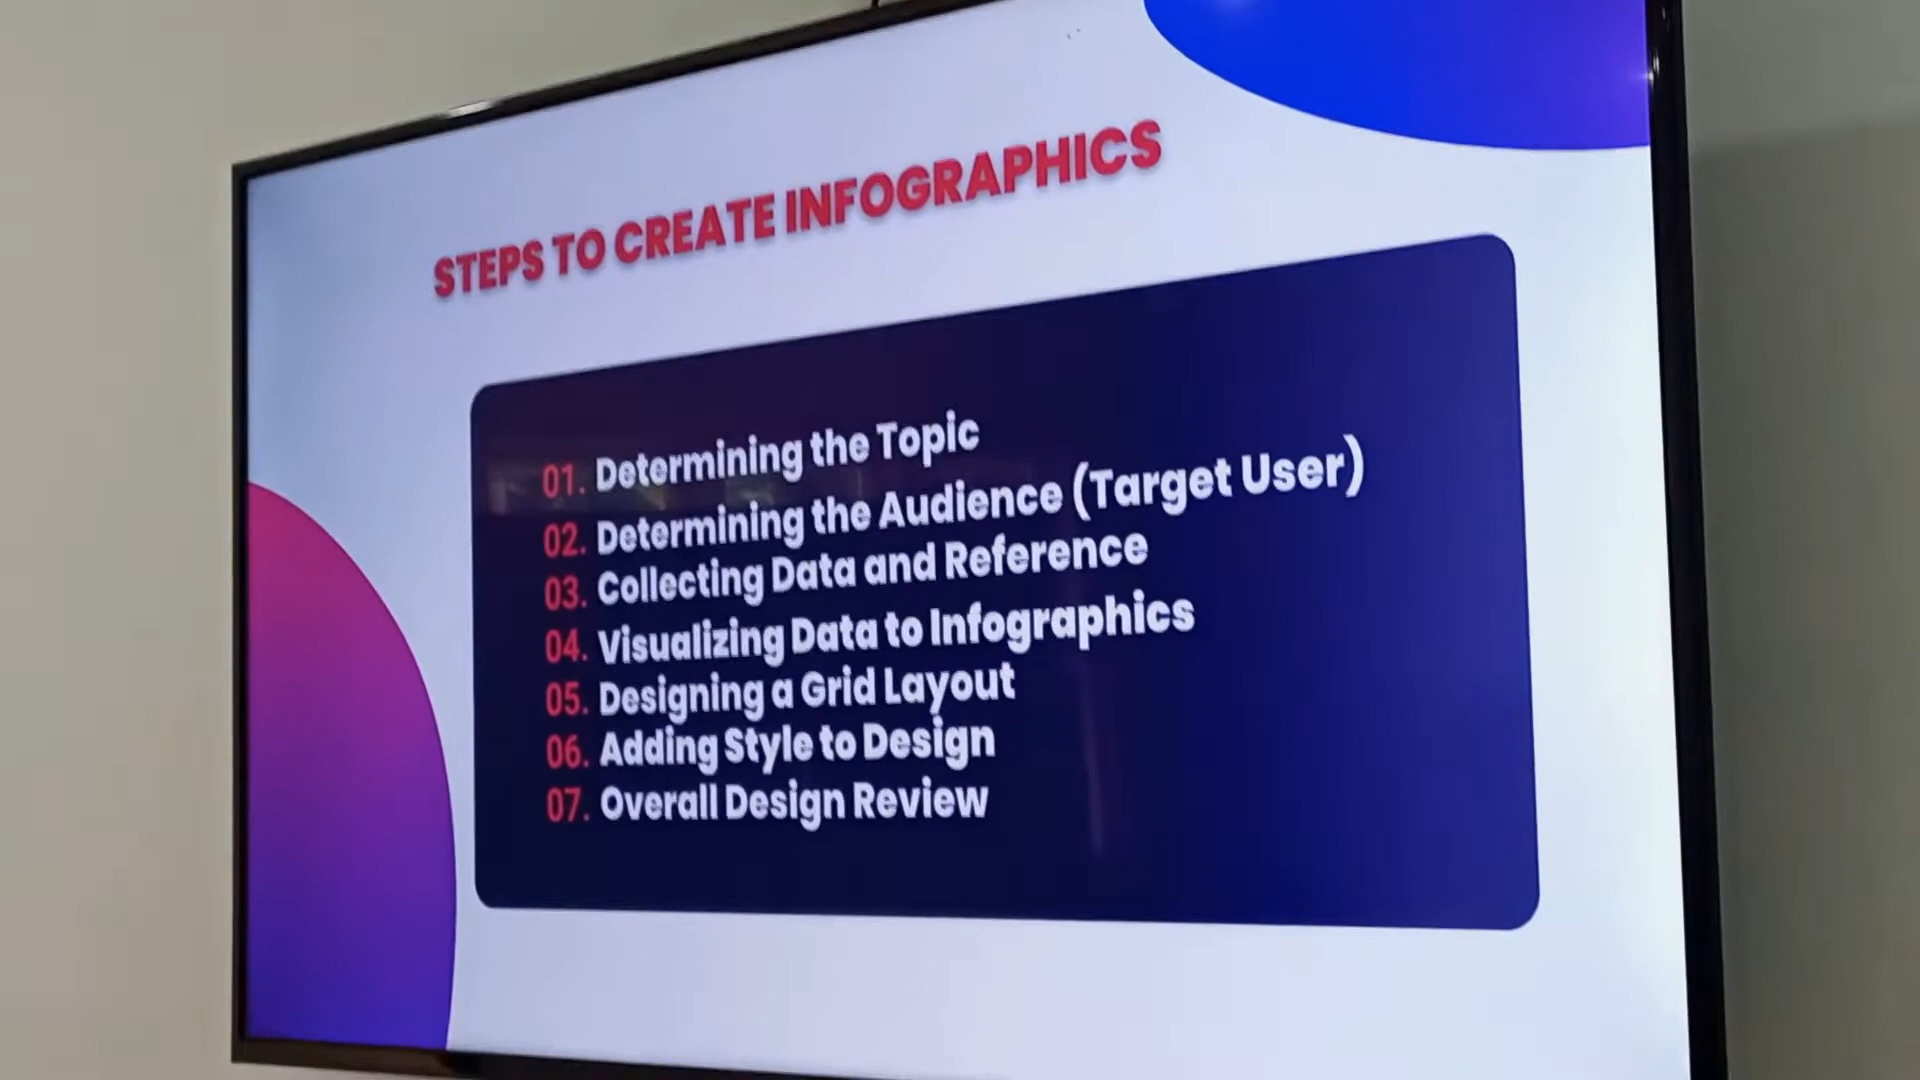 STEPS TO CREATE INFOGRAPHICS
01. Determining the Topic
02. Determining the Audience (Target User)
03. Collecting Data and Reference
04. Visualizing Data to Infographics
05. Designing a Grid Layout
06. Adding Style to Design
07. Overall Design Review